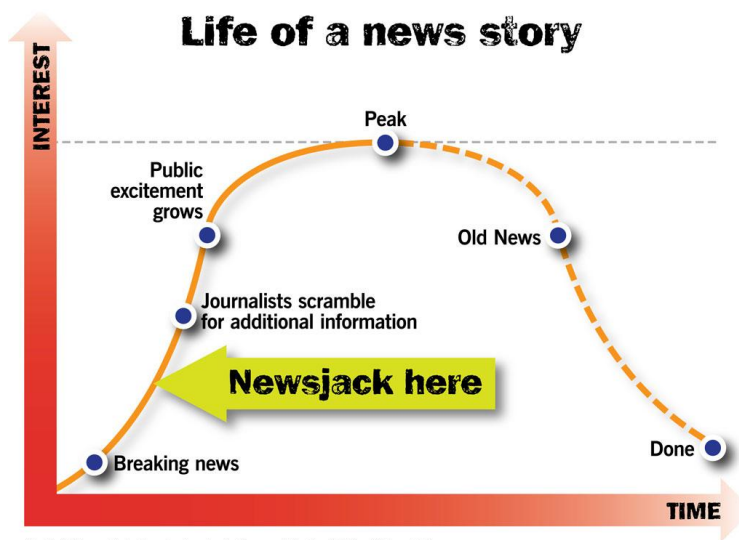 Life of a news story
INTEREST
Peak
Public
excitement
grows
Old News
Journalists scramble
for additional information
Newsjack here
Breaking news
Done
TIME